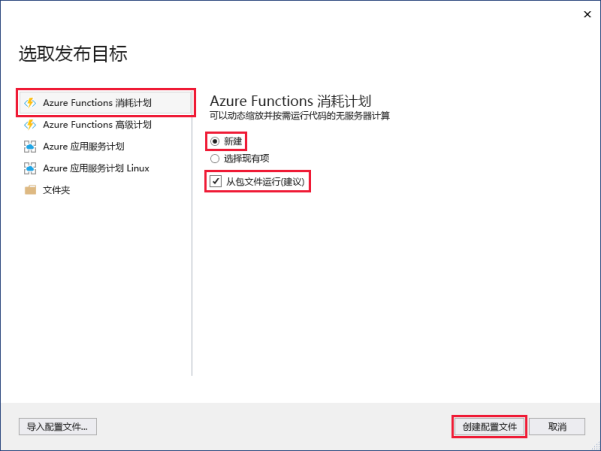 选取发布目标
Azure Functions 消耗计划
Azure Functions 高级计划
Azure 应用服务计划
Azure 应用服务计划 Linux
文件夹
Azure Functions 消耗计划
可以动态缩放并按需运行代码的无服务器计算
新建
选择现有项
从包文件运行(建议)
导入配置文件...
创建配置文件
取消